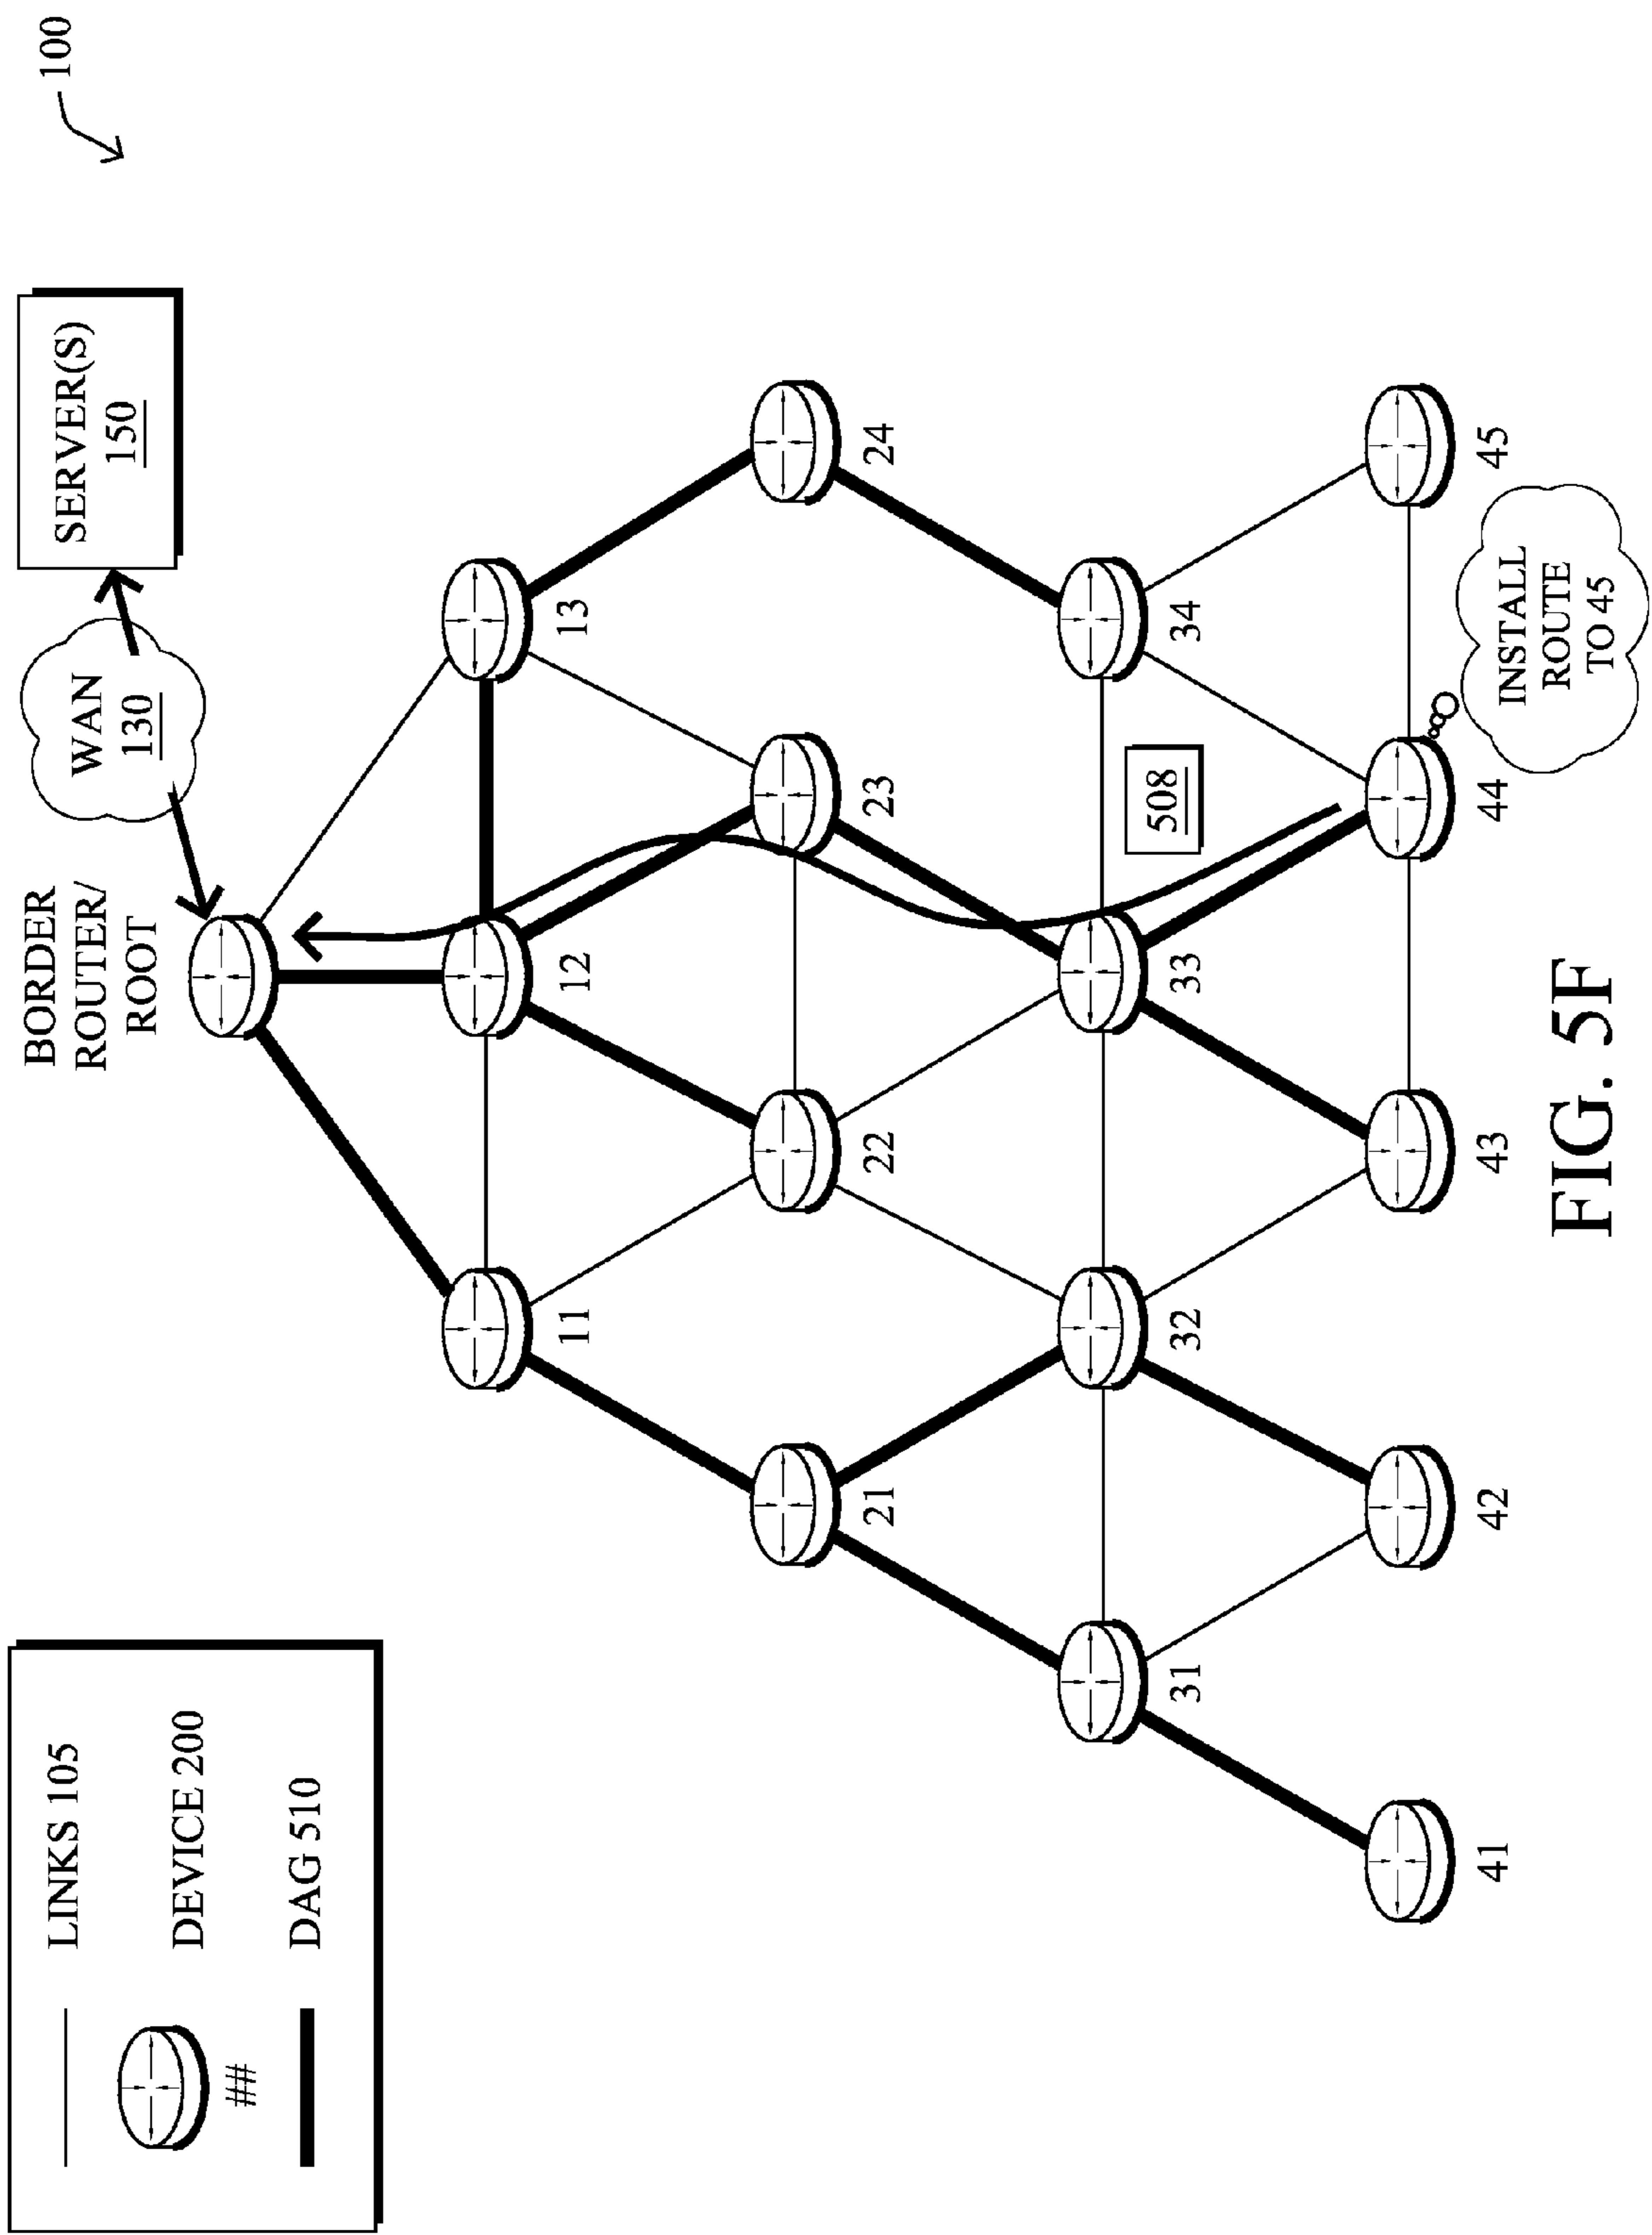 100
SERVER(S)
150
WAN
130
BORDER
ROUTER/
ROOT
LINKS 105
DEVICE 200
##
DAG 510
11
12
13
21
22
23
24
31
32
33
34
508
41
42
43
44
45
INSTALL
ROUTE
TO 45
FIG. 5F